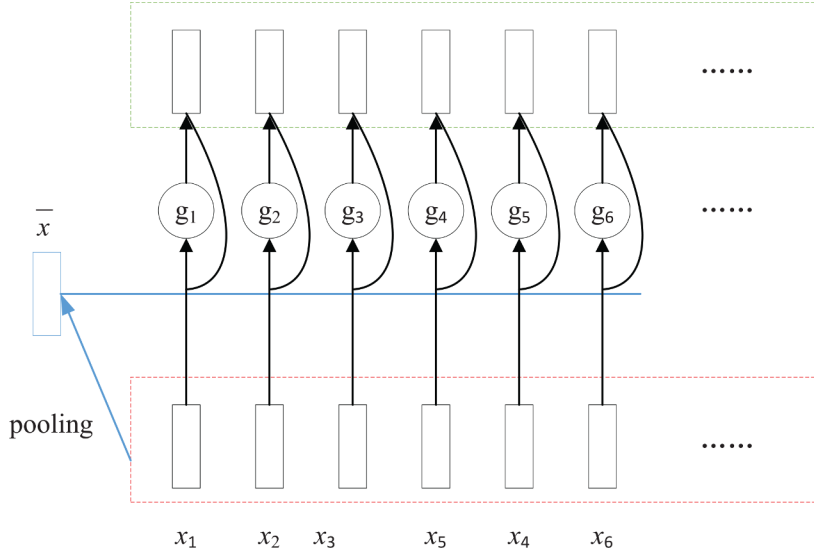 ……
g₁ g₂ g₃ g₄ g₅ g₆ ……
x̅
pooling
……
x₁ x₂ x₃ x₅ x₄ x₆